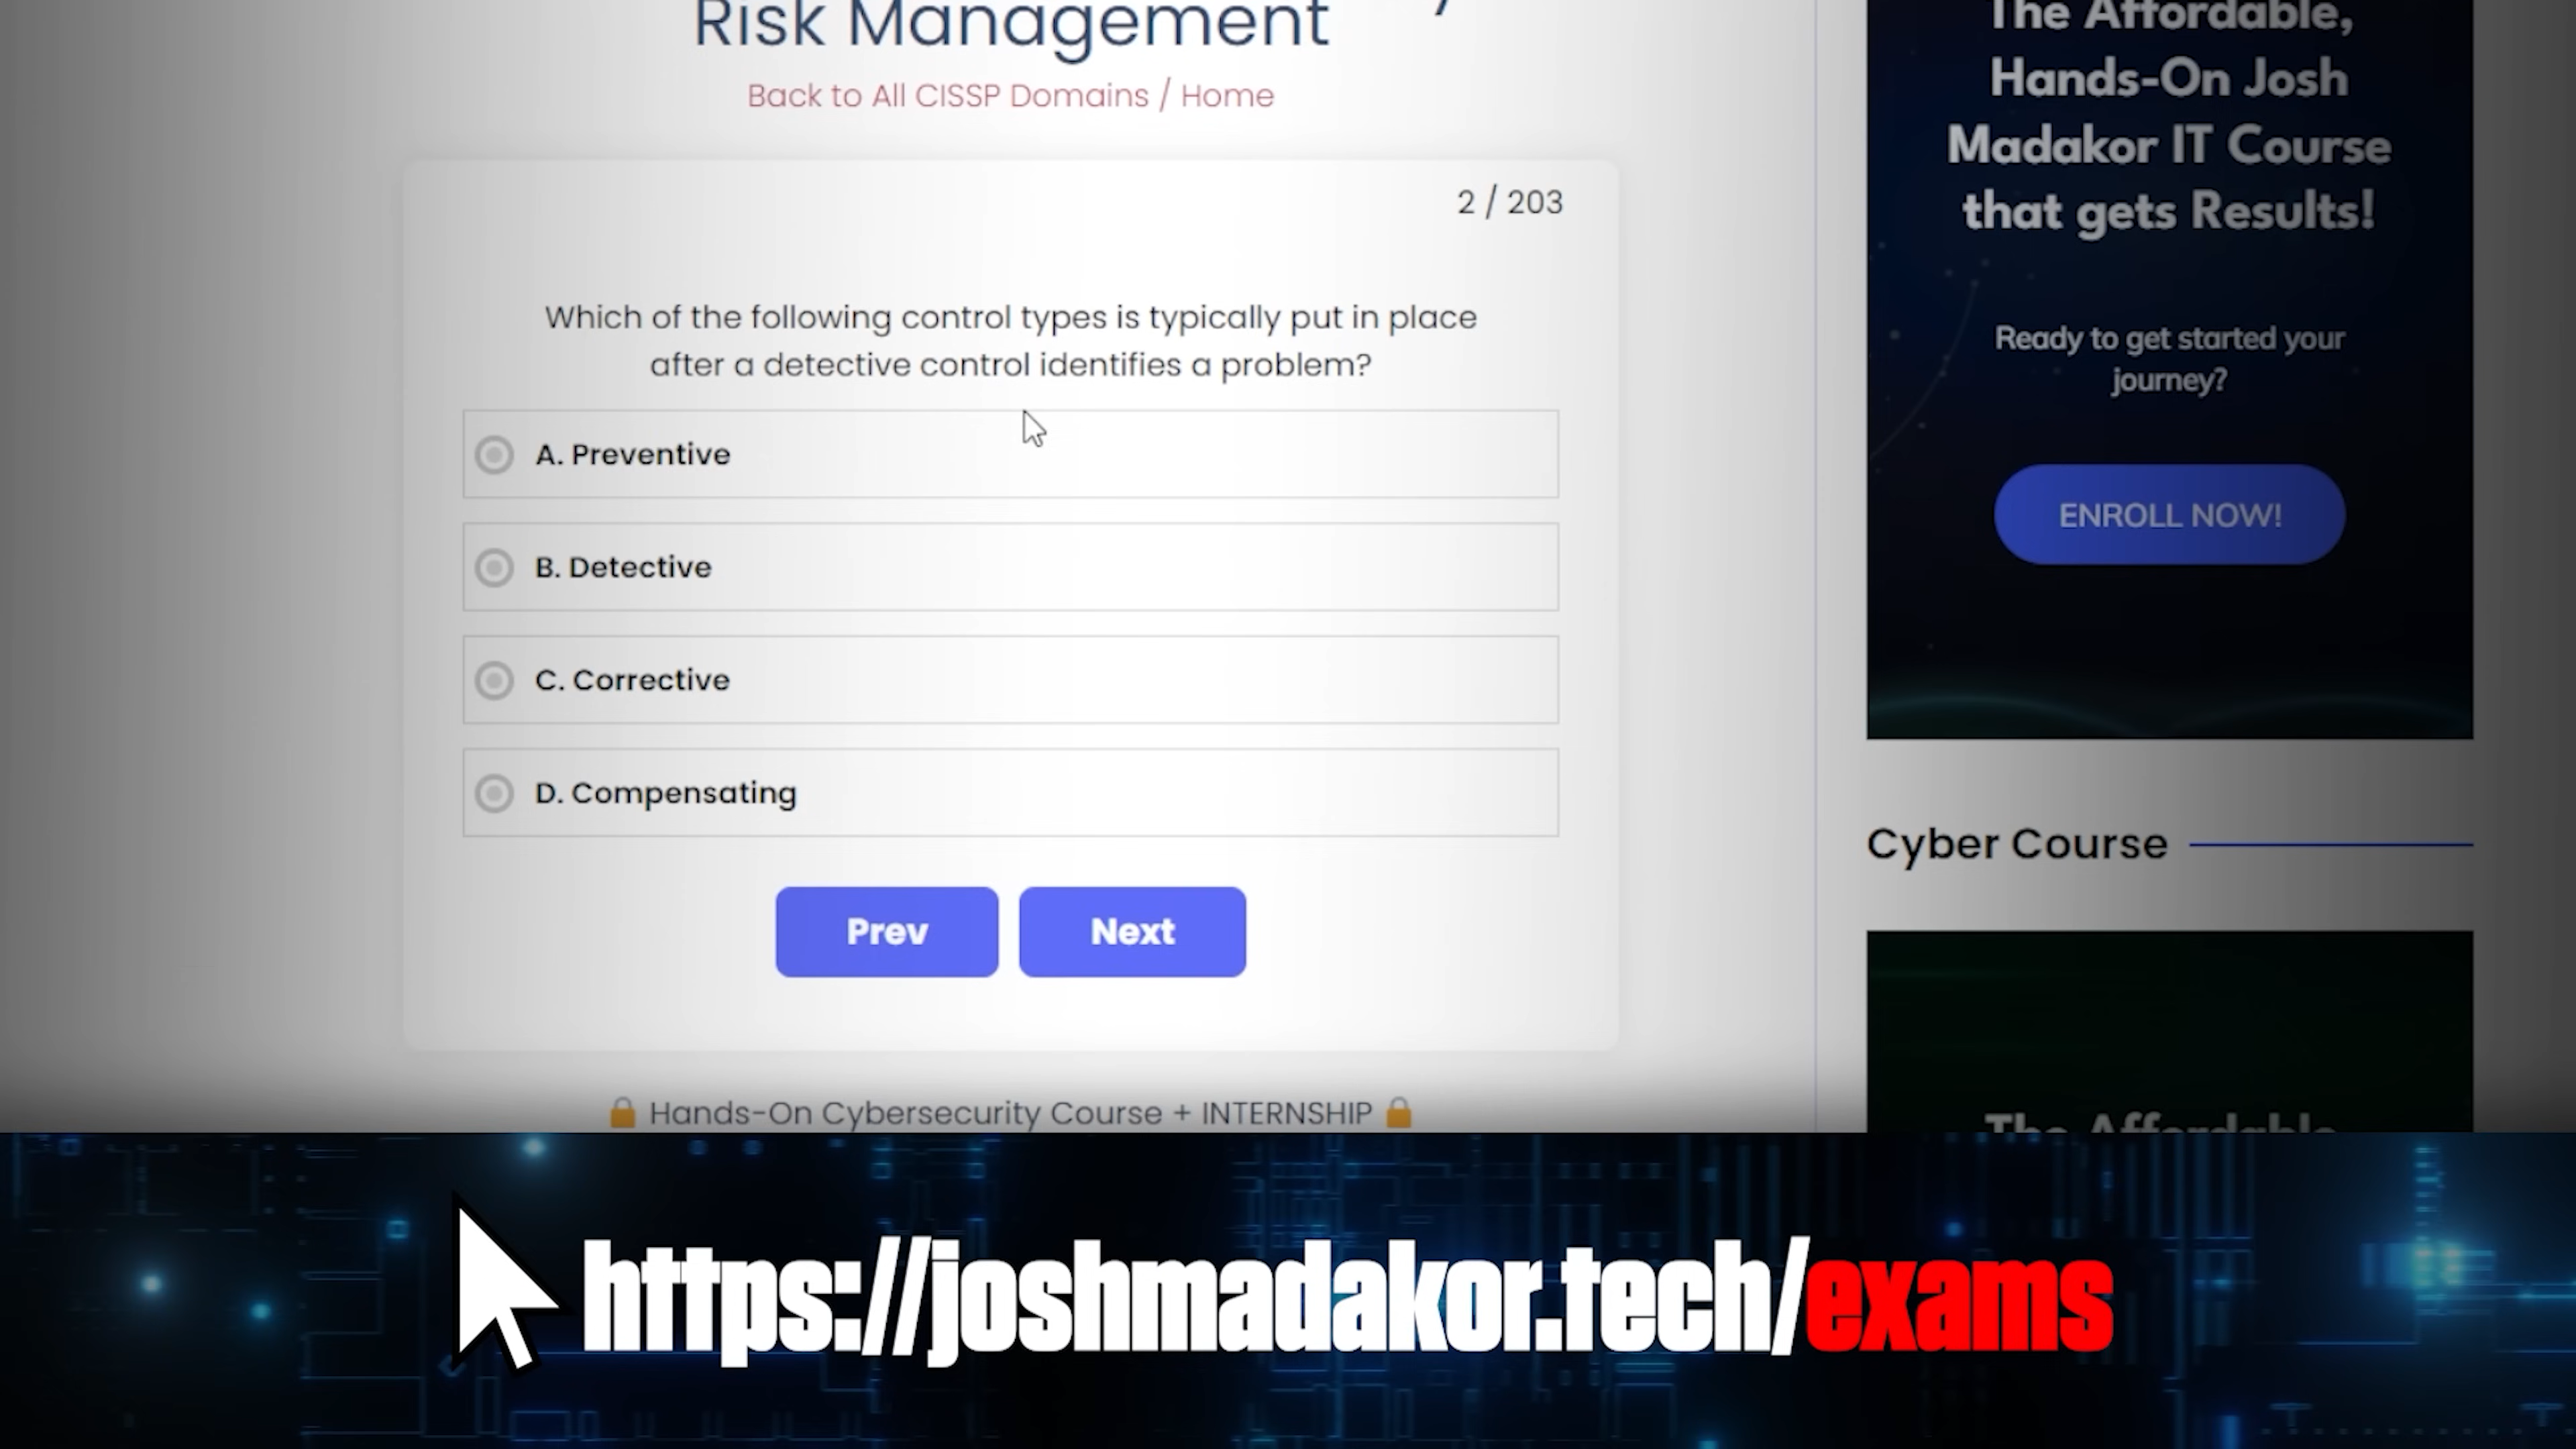 Risk Management
Back to All CISSP Domains / Home
2 / 203
Which of the following control types is typically put in place
after a detective control identifies a problem?
A. Preventive
B. Detective
C. Corrective
D. Compensating
Prev
Next
🔒 Hands-On Cybersecurity Course + INTERNSHIP 🔒
The Affordable,
Hands-On Josh
Madakor IT Course
that gets Results!
Ready to get started your
journey?
ENROLL NOW!
Cyber Course
The Affordable
https://joshmadakor.tech/exams